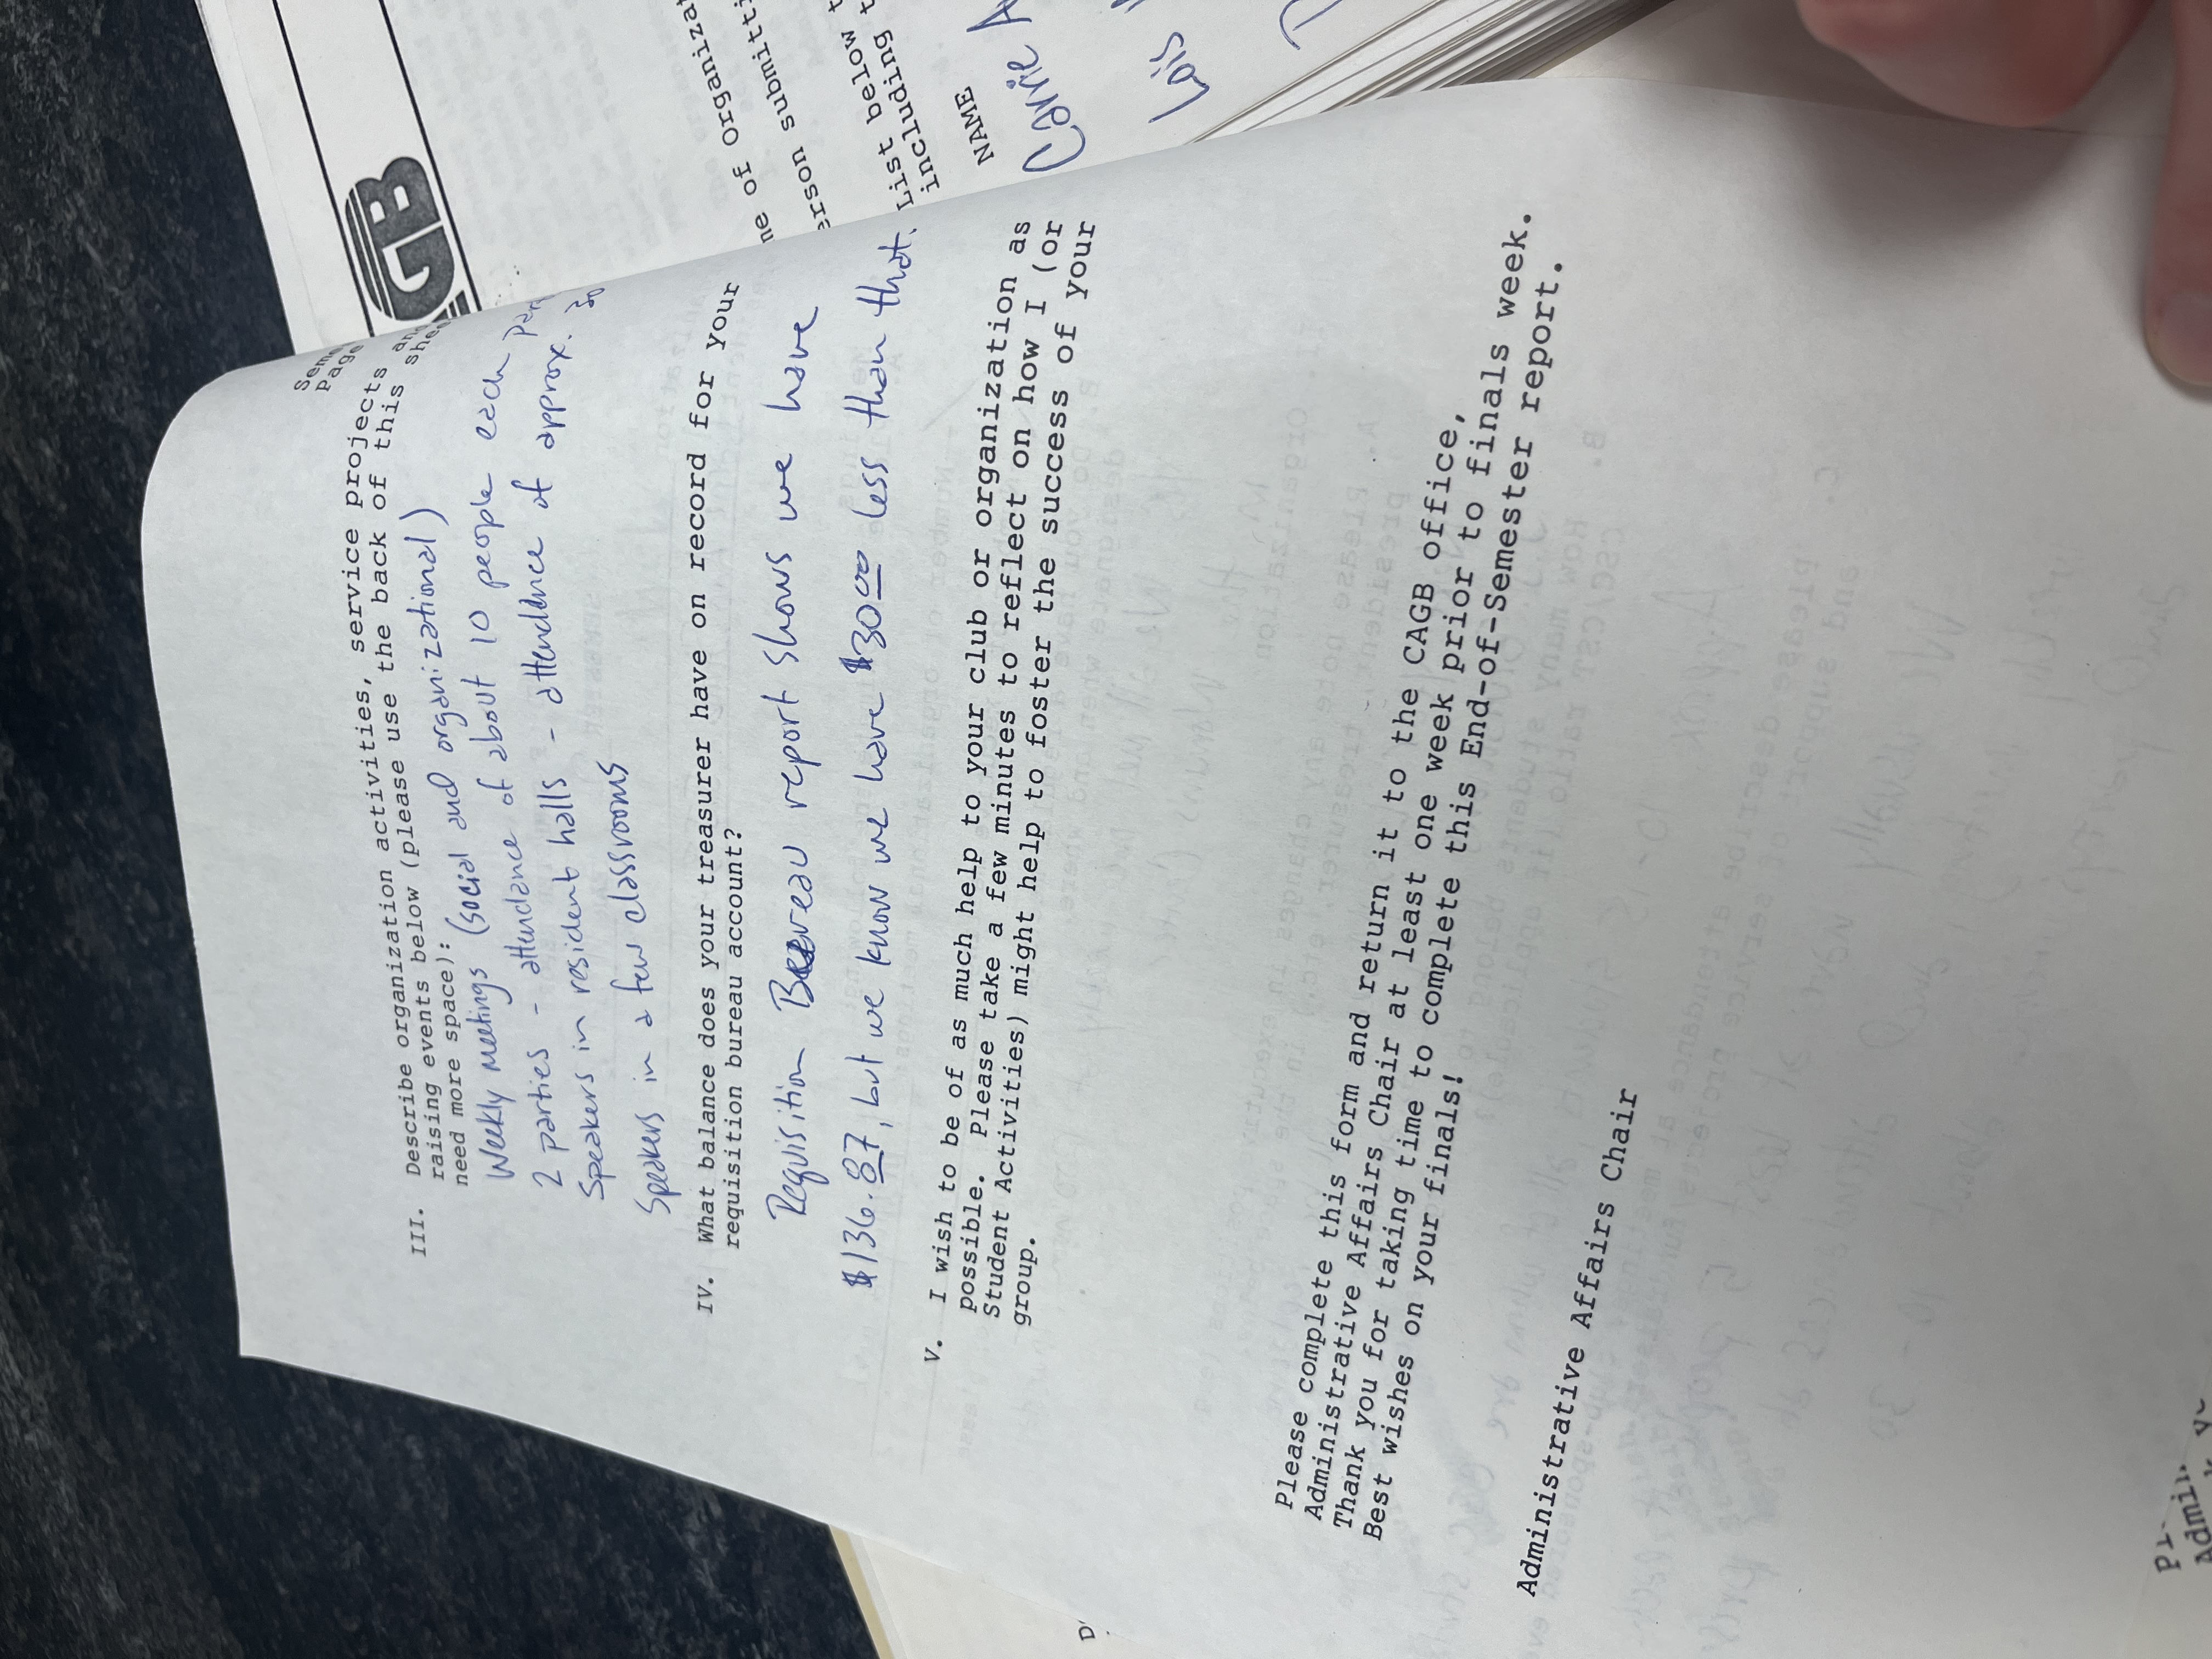 Seme
Page
III. Describe organization activities, service projects an
raising events below (please use the back of this shee
need more space):
Weekly meetings (social and organizational)
2 parties - attendance of about 10 people each
Speakers in resident halls - attendance of approx. 30
Speakers in a few classrooms
IV. What balance does your treasurer have on record for your
requisition bureau account?
Requisition Bureau report shows we have
$136.87, but we know we have $30.00 less than that.
V. I wish to be of as much help to your club or organization as
possible. Please take a few minutes to reflect on how I (or
Student Activities) might help to foster the success of your
group.
Please complete this form and return it to the CAGB office,
Administrative Affairs Chair at least one week prior to finals week.
Thank you for taking time to complete this End-of-Semester report.
Best wishes on your finals!
Administrative Affairs Chair
GB
me of Organizat
erson submitti
List below t
including t
NAME
Carrie A
Lois
D
Admin